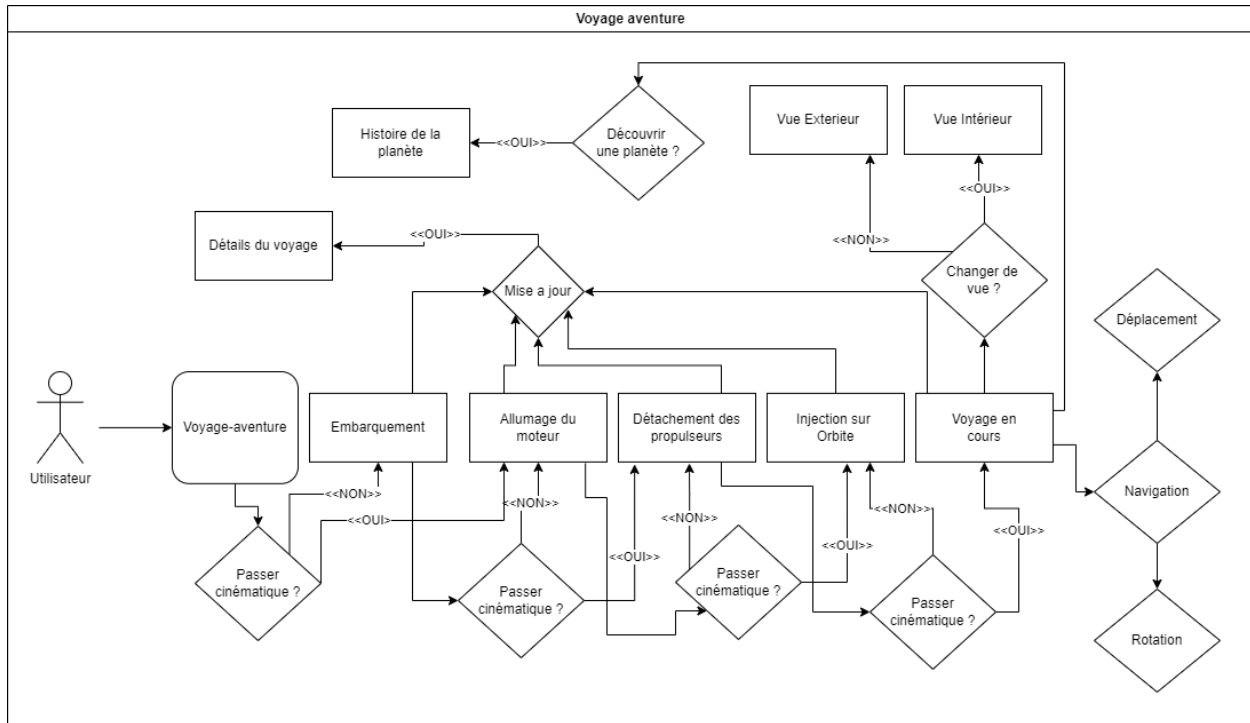 Voyage aventure
Histoire de la
planète
<<OUI>>
Découvrir
une planète ?
Vue Exterieur
Vue Intérieur
<<OUI>>
Détails du voyage
<<OUI>>
<<NON>>
Changer de
vue ?
Mise a jour
Déplacement
Utilisateur
Voyage-aventure
Embarquement
Allumage du
moteur
Détachement des
propulseurs
Injection sur
Orbite
Voyage en
cours
Navigation
<<NON>>
<<OUI>
<<NON>>
<<OUI>>
<<NON>>
<<OUI>>
<<NON>>
<<OUI>>
Passer
cinématique ?
Passer
cinématique ?
Passer
cinématique ?
Passer
cinématique ?
Rotation